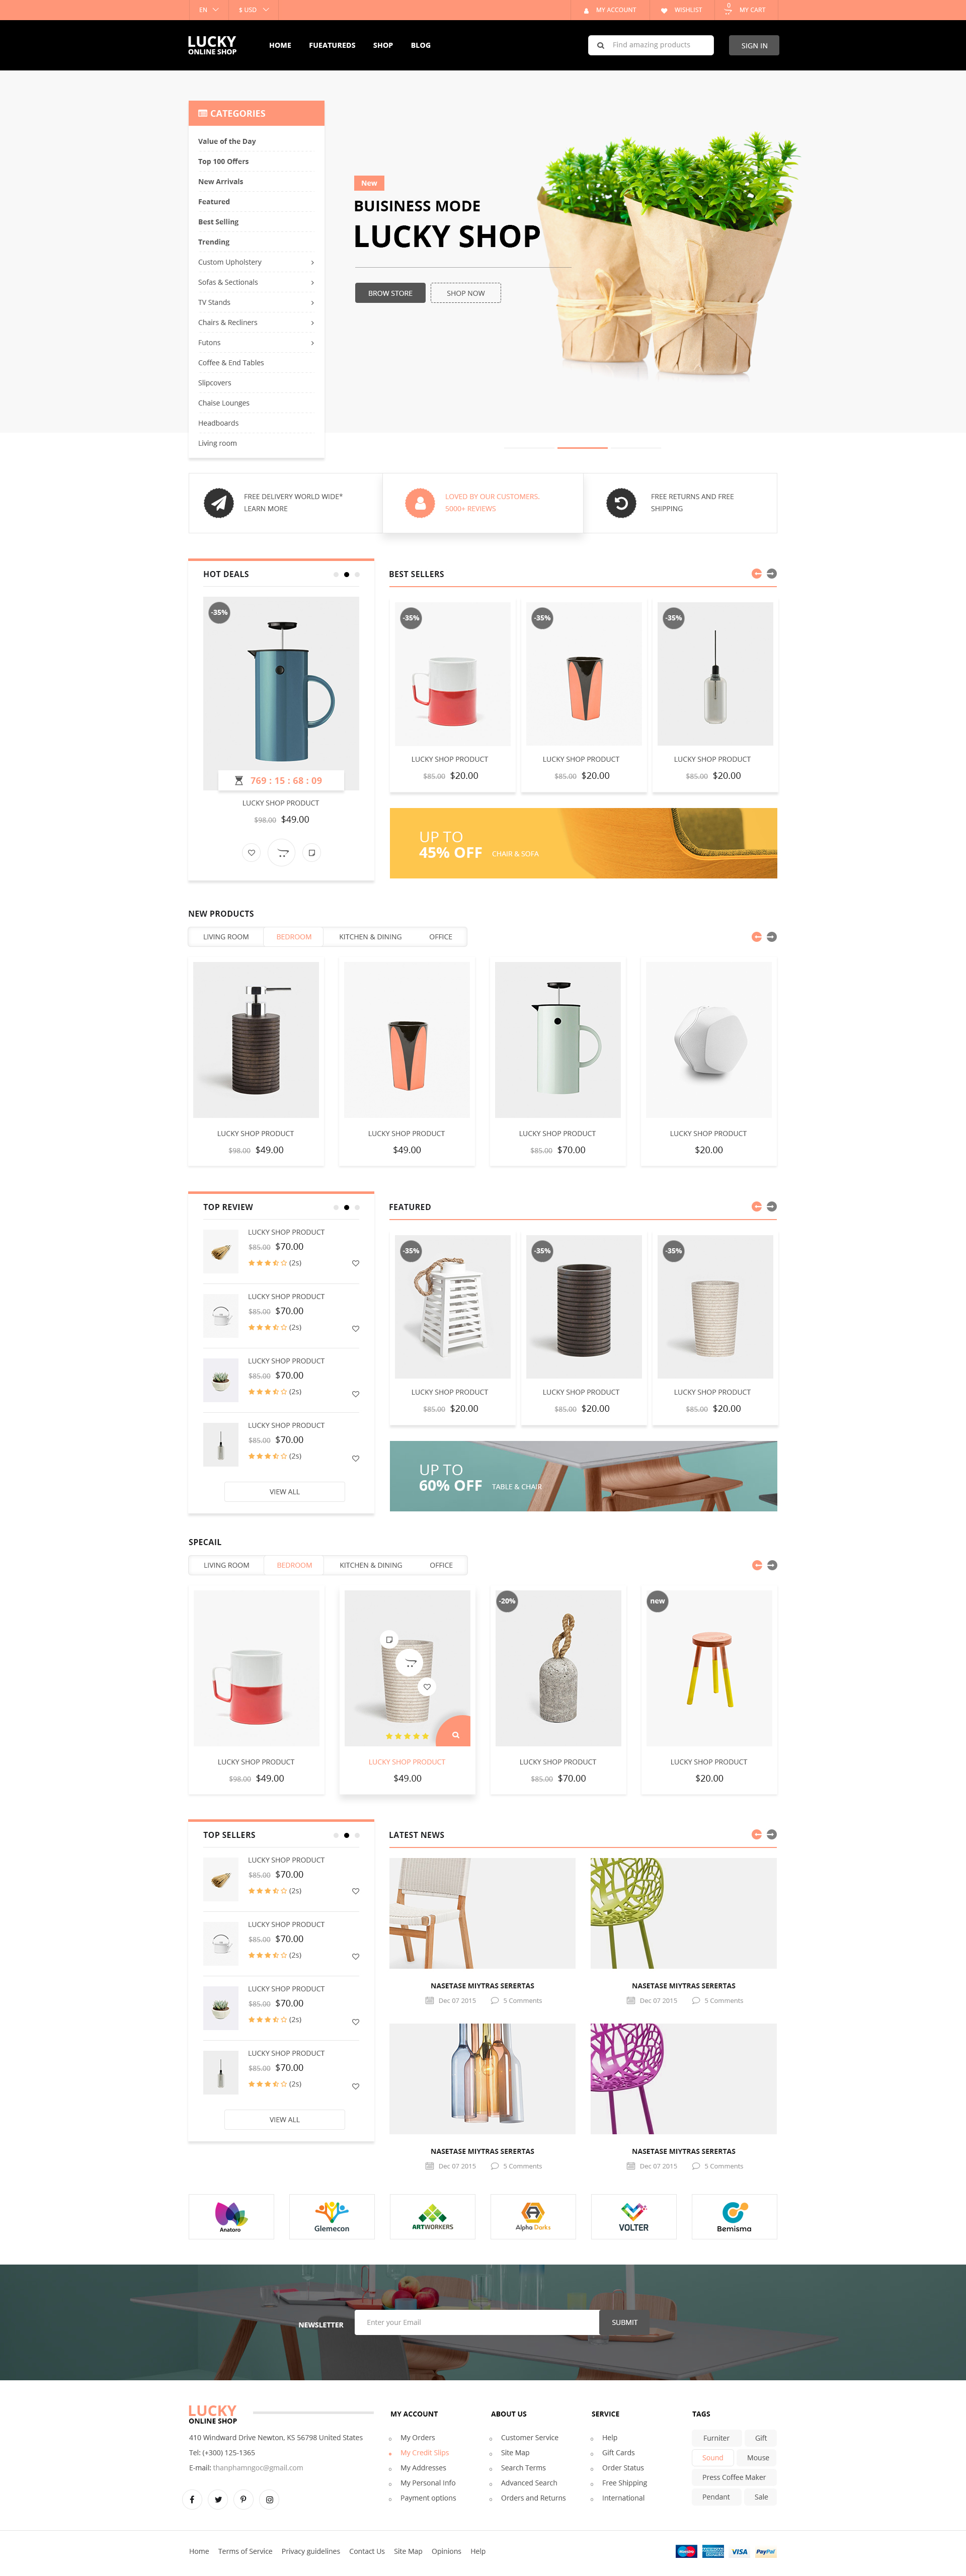 EN
$ USD
MY ACCOUNT
WISHLIST
0
MY CART
LUCKY
ONLINE SHOP
HOME
FUEATUREDS
SHOP
BLOG
Find amazing products
SIGN IN
CATEGORIES
Value of the Day
Top 100 Offers
New Arrivals
Featured
Best Selling
Trending
Custom Upholstery
Sofas & Sectionals
TV Stands
Chairs & Recliners
Futons
Coffee & End Tables
Slipcovers
Chaise Lounges
Headboards
Living room
New
BUISINESS MODE
LUCKY SHOP
BROW STORE
SHOP NOW
FREE DELIVERY WORLD WIDE*
LEARN MORE
LOVED BY OUR CUSTOMERS,
5000+ REVIEWS
FREE RETURNS AND FREE
SHIPPING
HOT DEALS
-35%
769 : 15 : 68 : 09
LUCKY SHOP PRODUCT
$98.00 $49.00
BEST SELLERS
-35%
LUCKY SHOP PRODUCT
$85.00 $20.00
-35%
LUCKY SHOP PRODUCT
$85.00 $20.00
-35%
LUCKY SHOP PRODUCT
$85.00 $20.00
UP TO
45% OFF CHAIR & SOFA
NEW PRODUCTS
LIVING ROOM
BEDROOM
KITCHEN & DINING
OFFICE
LUCKY SHOP PRODUCT
$98.00 $49.00
LUCKY SHOP PRODUCT
$49.00
LUCKY SHOP PRODUCT
$85.00 $70.00
LUCKY SHOP PRODUCT
$20.00
TOP REVIEW
LUCKY SHOP PRODUCT
$85.00 $70.00
(2s)
LUCKY SHOP PRODUCT
$85.00 $70.00
(2s)
LUCKY SHOP PRODUCT
$85.00 $70.00
(2s)
LUCKY SHOP PRODUCT
$85.00 $70.00
(2s)
VIEW ALL
FEATURED
-35%
LUCKY SHOP PRODUCT
$85.00 $20.00
-35%
LUCKY SHOP PRODUCT
$85.00 $20.00
-35%
LUCKY SHOP PRODUCT
$85.00 $20.00
UP TO
60% OFF TABLE & CHAIR
SPECAIL
LIVING ROOM
BEDROOM
KITCHEN & DINING
OFFICE
LUCKY SHOP PRODUCT
$98.00 $49.00
LUCKY SHOP PRODUCT
$49.00
-20%
LUCKY SHOP PRODUCT
$85.00 $70.00
new
LUCKY SHOP PRODUCT
$20.00
TOP SELLERS
LUCKY SHOP PRODUCT
$85.00 $70.00
(2s)
LUCKY SHOP PRODUCT
$85.00 $70.00
(2s)
LUCKY SHOP PRODUCT
$85.00 $70.00
(2s)
LUCKY SHOP PRODUCT
$85.00 $70.00
(2s)
VIEW ALL
LATEST NEWS
NASETASE MIYTRAS SERERTAS
Dec 07 2015
5 Comments
NASETASE MIYTRAS SERERTAS
Dec 07 2015
5 Comments
NASETASE MIYTRAS SERERTAS
Dec 07 2015
5 Comments
NASETASE MIYTRAS SERERTAS
Dec 07 2015
5 Comments
Anatoro
Glemecon
ARTWORKERS
Alpha Darks
VOLTER
Bemisma
NEWSLETTER
Enter your Email
SUBMIT
LUCKY
ONLINE SHOP
410 Windward Drive Newton, KS 56798 United States
Tel: (+300) 125-1365
E-mail: thanphamngoc@gmail.com
MY ACCOUNT
My Orders
My Credit Slips
My Addresses
My Personal Info
Payment options
ABOUT US
Customer Service
Site Map
Search Terms
Advanced Search
Orders and Returns
SERVICE
Help
Gift Cards
Order Status
Free Shipping
International
TAGS
Furniter
Gift
Sound
Mouse
Press Coffee Maker
Pendant
Sale
Home
Terms of Service
Privacy guidelines
Contact Us
Site Map
Opinions
Help
VISA
PayPal